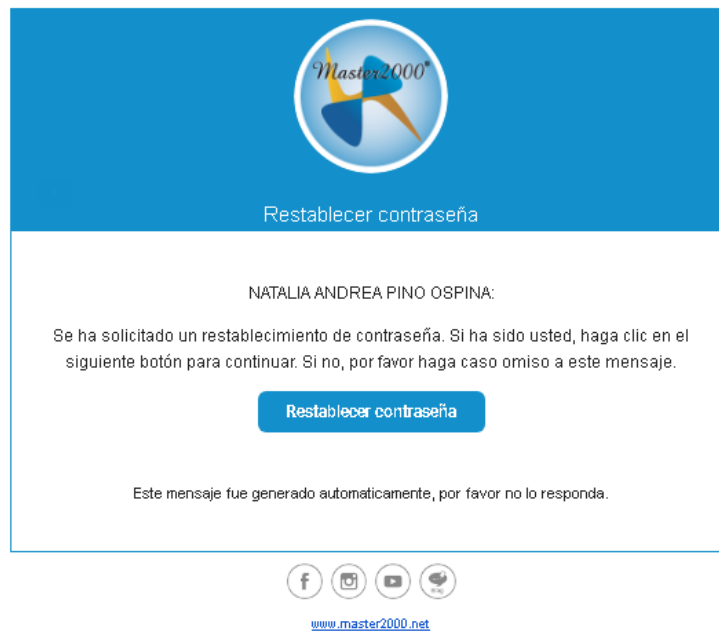 Master2000®
Restablecer contraseña
NATALIA ANDREA PINO OSPINA:
Se ha solicitado un restablecimiento de contraseña. Si ha sido usted, haga clic en el
siguiente botón para continuar. Si no, por favor haga caso omiso a este mensaje.
Restablecer contraseña
Este mensaje fue generado automaticamente, por favor no lo responda.
www.master2000.net